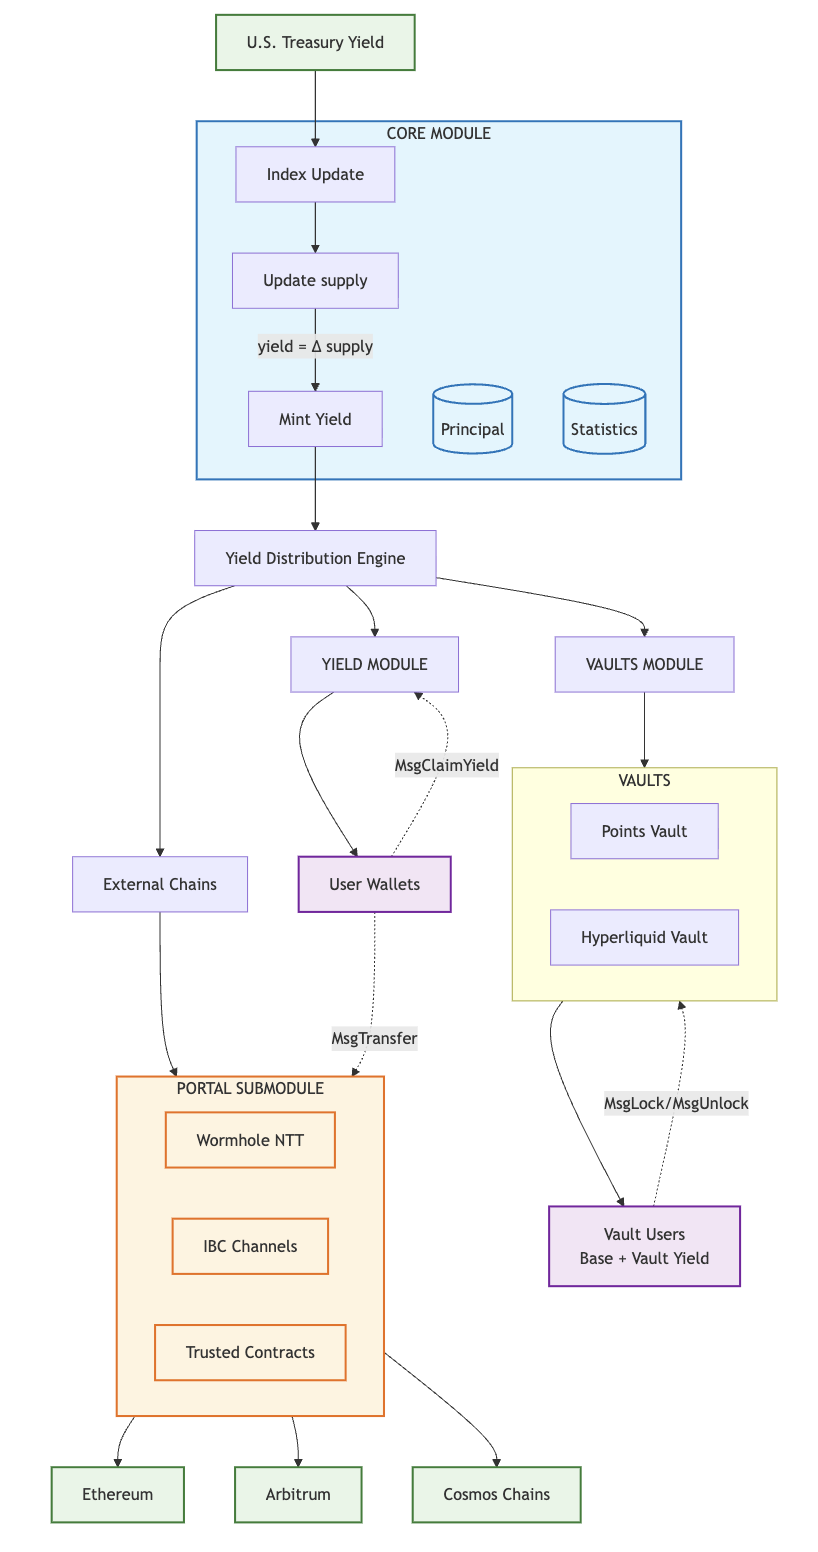 U.S. Treasury Yield
CORE MODULE
Index Update
Update supply
yield = Δ supply
Mint Yield
Principal
Statistics
Yield Distribution Engine
YIELD MODULE
VAULTS MODULE
MsgClaimYield
VAULTS
Points Vault
External Chains
User Wallets
Hyperliquid Vault
MsgTransfer
PORTAL SUBMODULE
MsgLock/MsgUnlock
Wormhole NTT
IBC Channels
Vault Users
Base + Vault Yield
Trusted Contracts
Ethereum
Arbitrum
Cosmos Chains